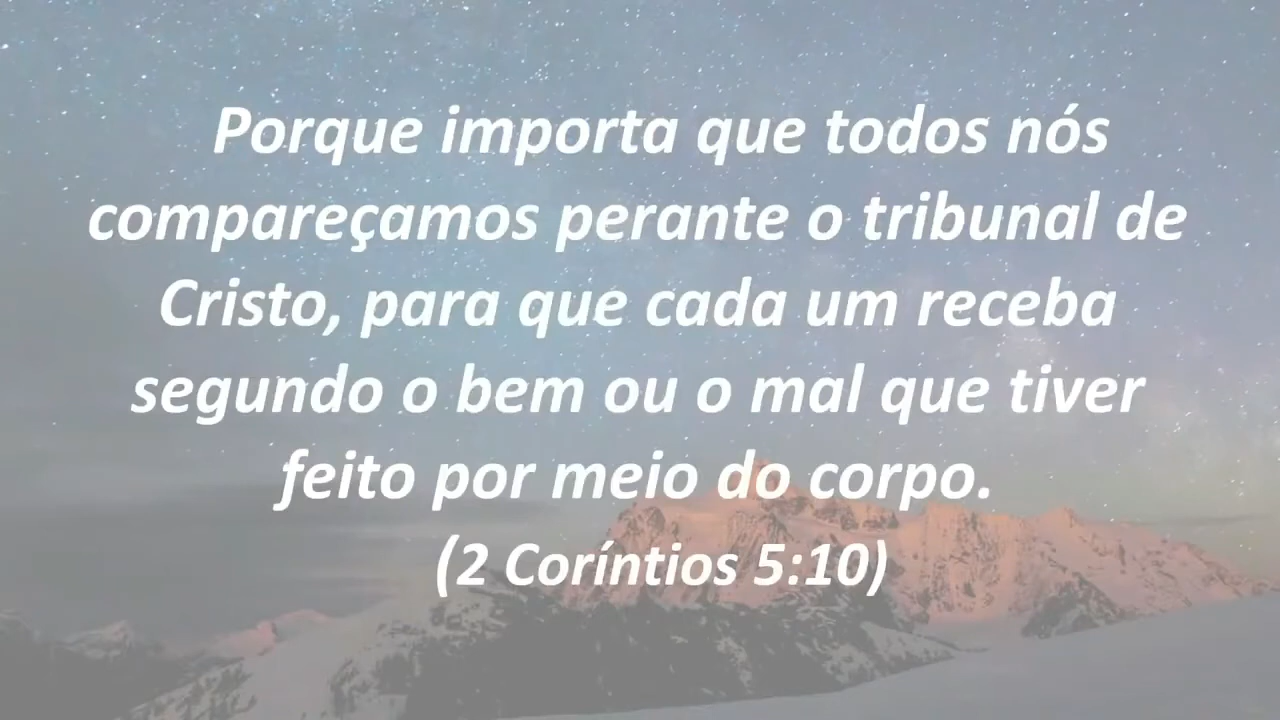 Porque importa que todos nós
compareçamos perante o tribunal de
Cristo, para que cada um receba
segundo o bem ou o mal que tiver
feito por meio do corpo.
(2 Coríntios 5:10)